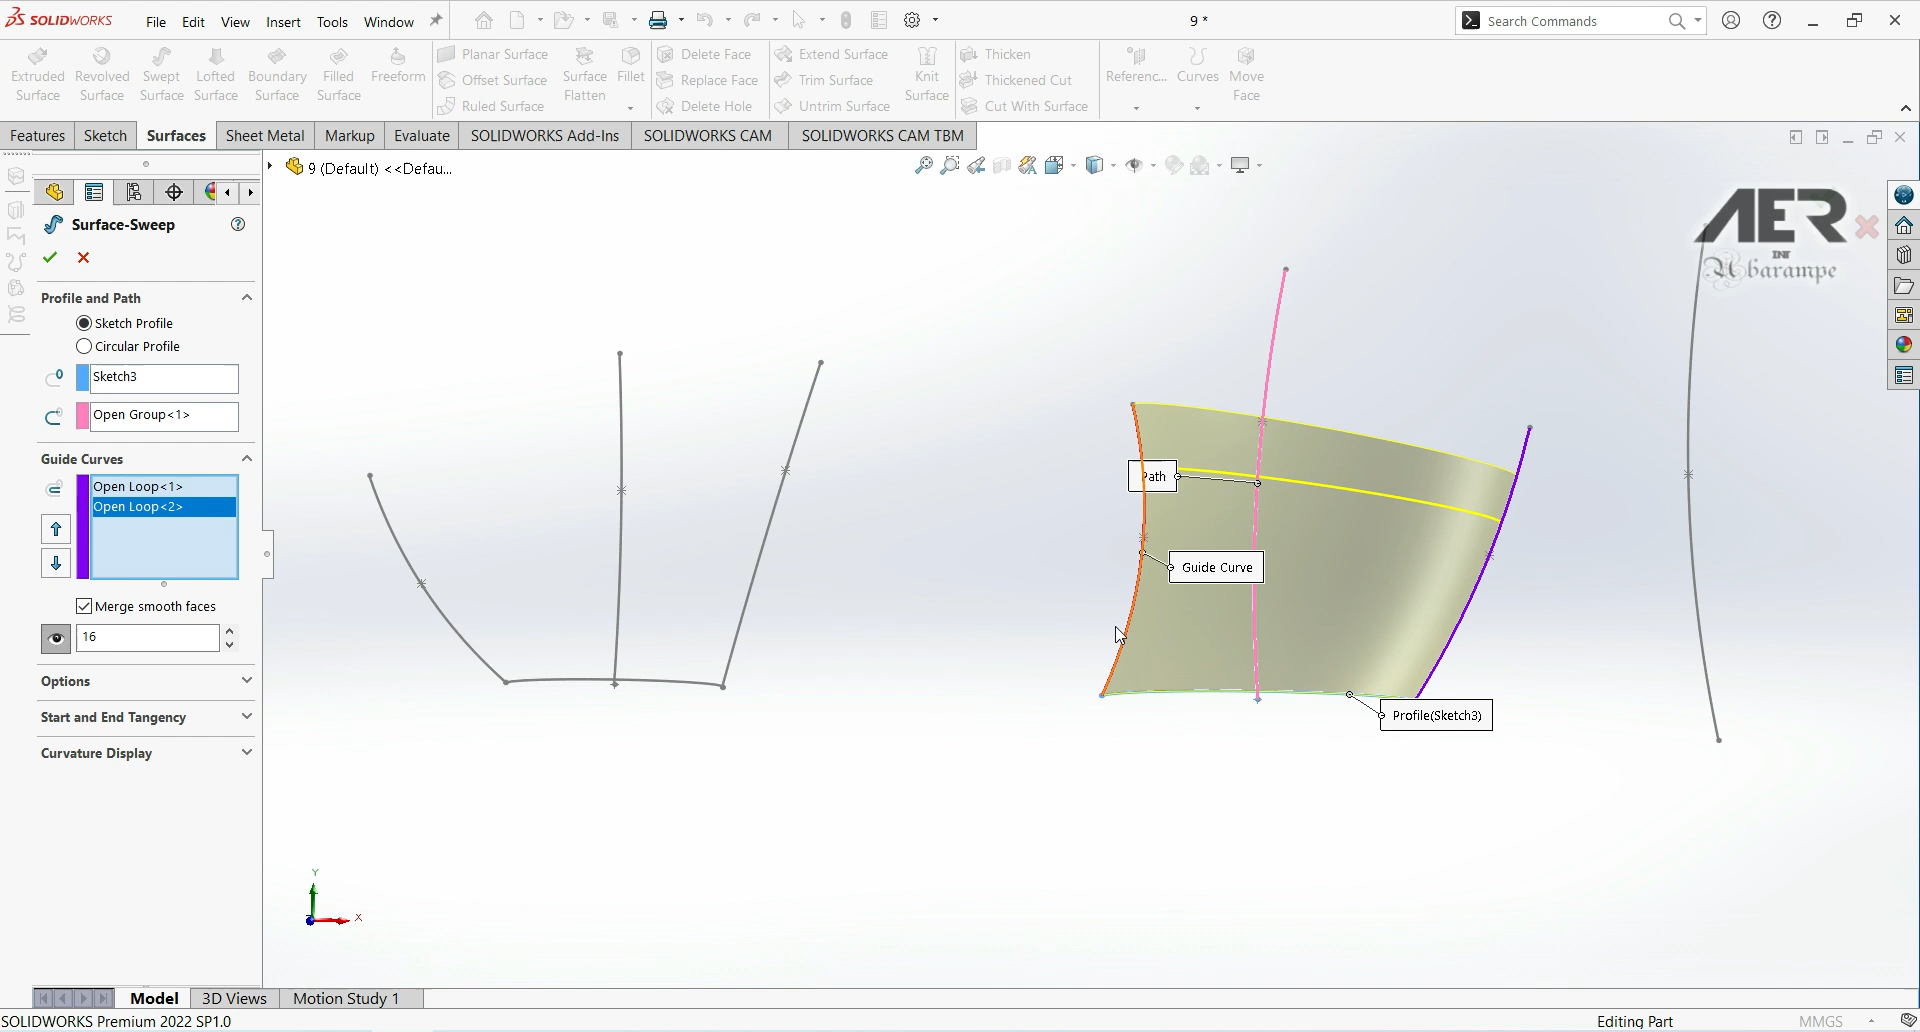 SOLIDWORKS File Edit View Insert Tools Window 9 * Search Commands
Extruded Surface
Revolved Surface
Swept Surface
Lofted Surface
Boundary Surface
Filled Surface
Freeform
Planar Surface
Offset Surface
Ruled Surface
Surface Flatten
Fillet
Delete Face
Replace Face
Delete Hole
Extend Surface
Trim Surface
Untrim Surface
Knit Surface
Thicken
Thickened Cut
Cut With Surface
Referenc...
Curves
Move Face
Features Sketch Surfaces Sheet Metal Markup Evaluate SOLIDWORKS Add-Ins SOLIDWORKS CAM SOLIDWORKS CAM TBM
9 (Default) <<Defau...
Surface-Sweep
Profile and Path
Sketch Profile
Circular Profile
Sketch3
Open Group<1>
Guide Curves
Open Loop<1>
Open Loop<2>
Merge smooth faces
16
Options
Start and End Tangency
Curvature Display
AER
INT
Abarampe
Path
Guide Curve
Profile(Sketch3)
Y
X
Model 3D Views Motion Study 1
SOLIDWORKS Premium 2022 SP1.0 Editing Part MMGS